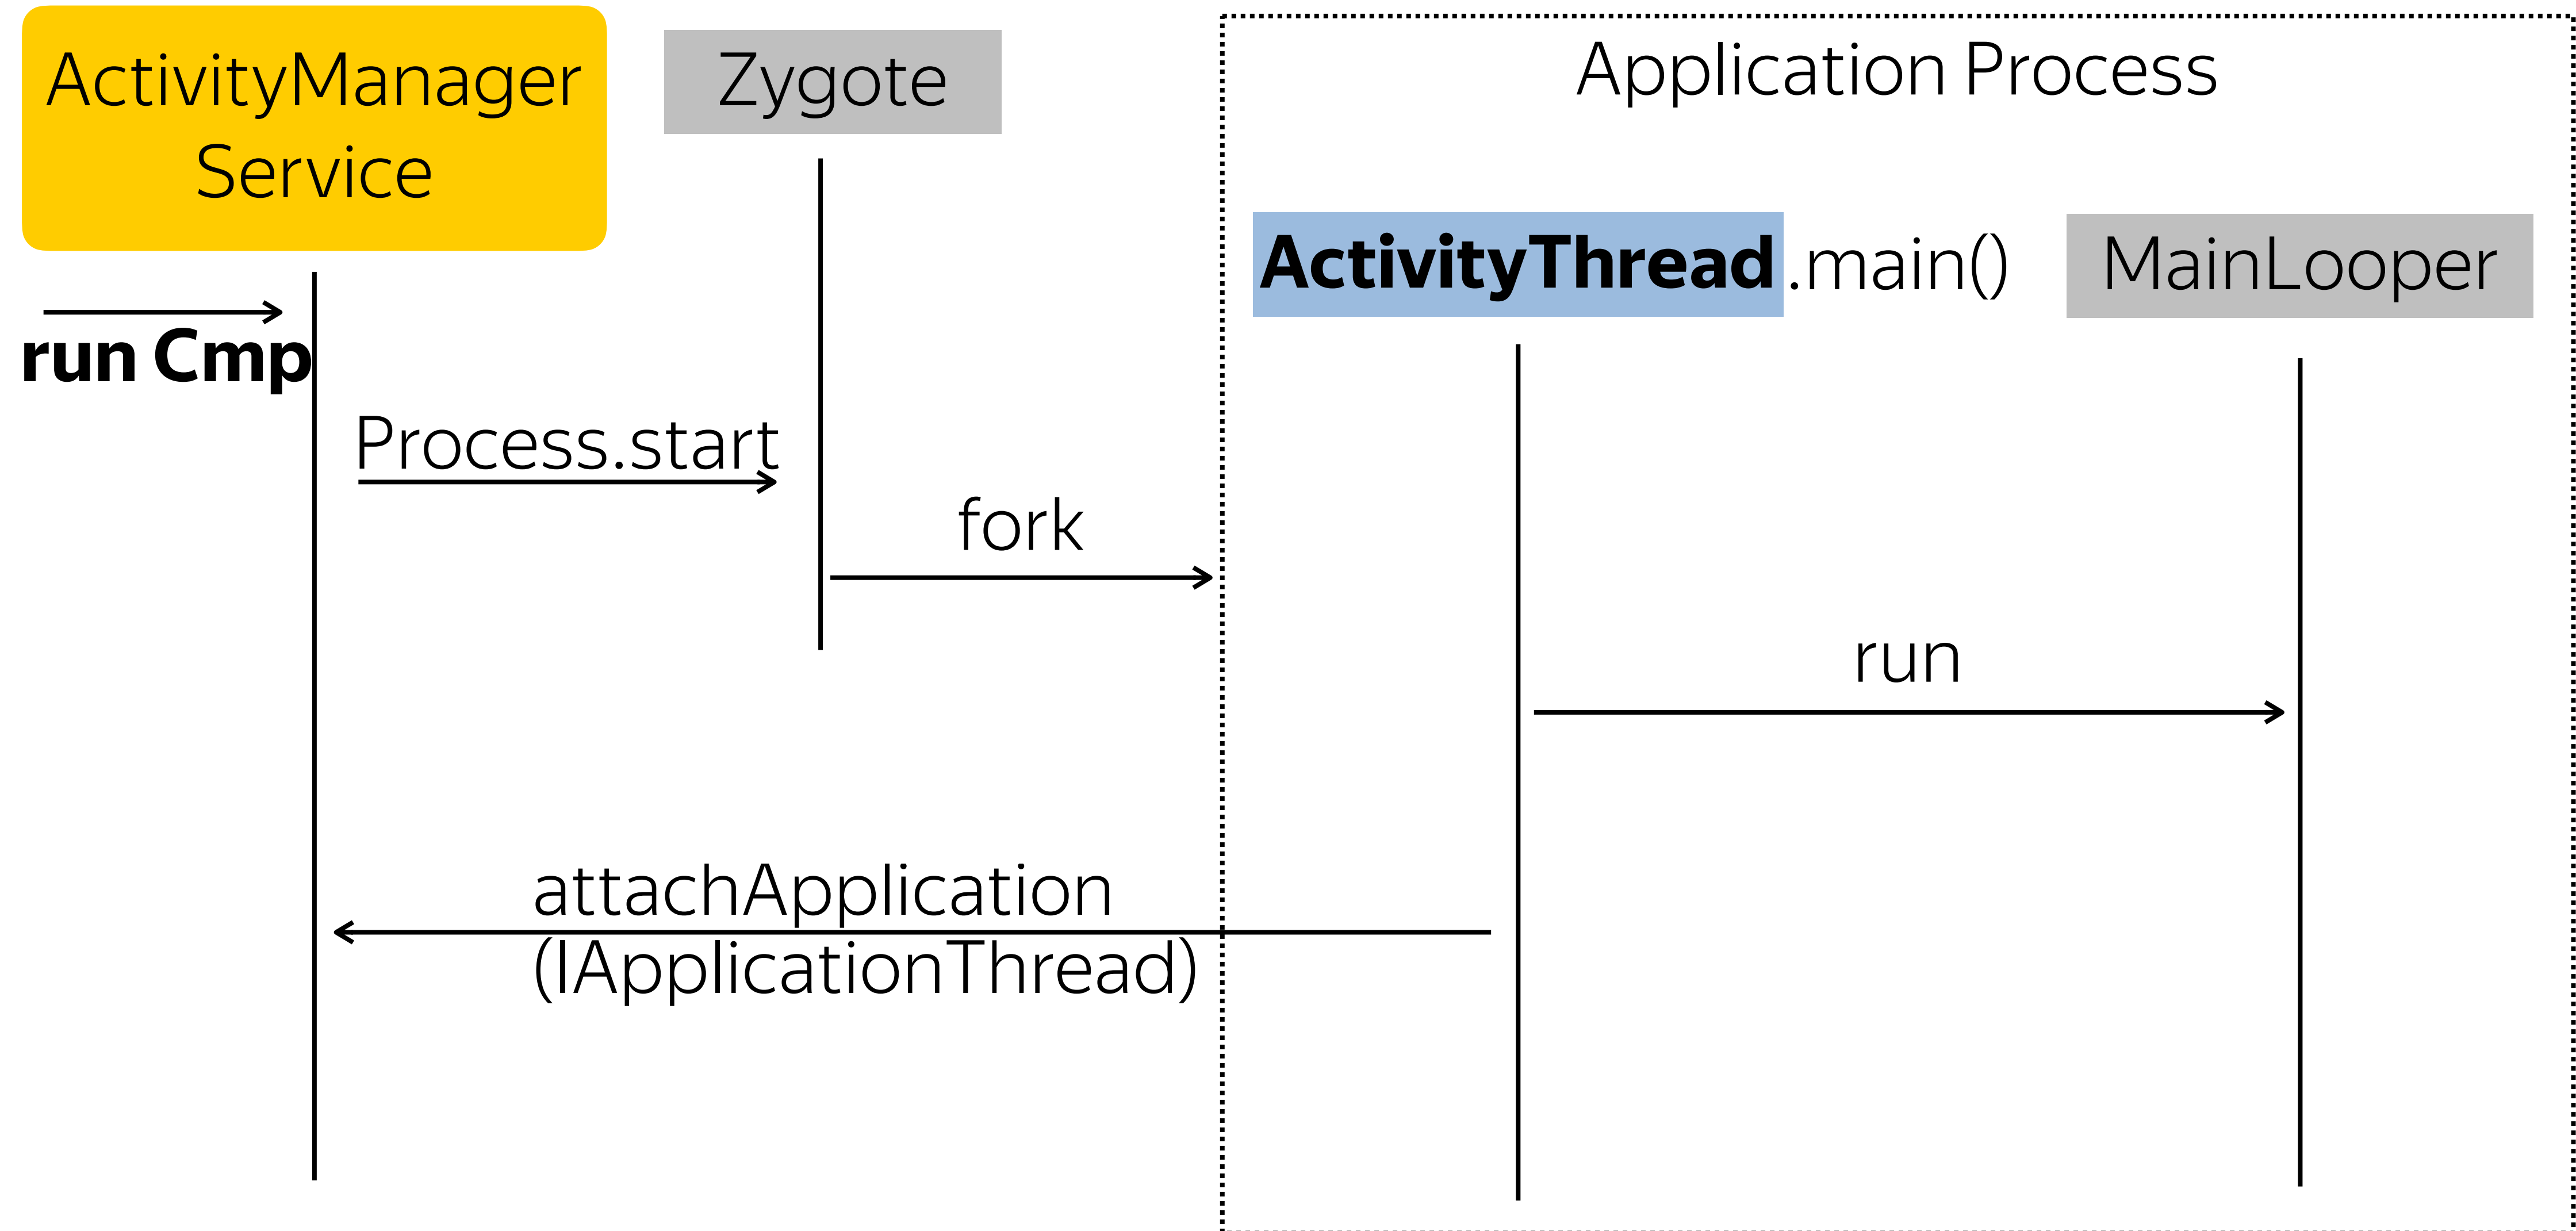 ActivityManager
Service
Zygote
Application Process
ActivityThread.main()
MainLooper
run Cmp
Process.start
fork
run
attachApplication
(IApplicationThread)